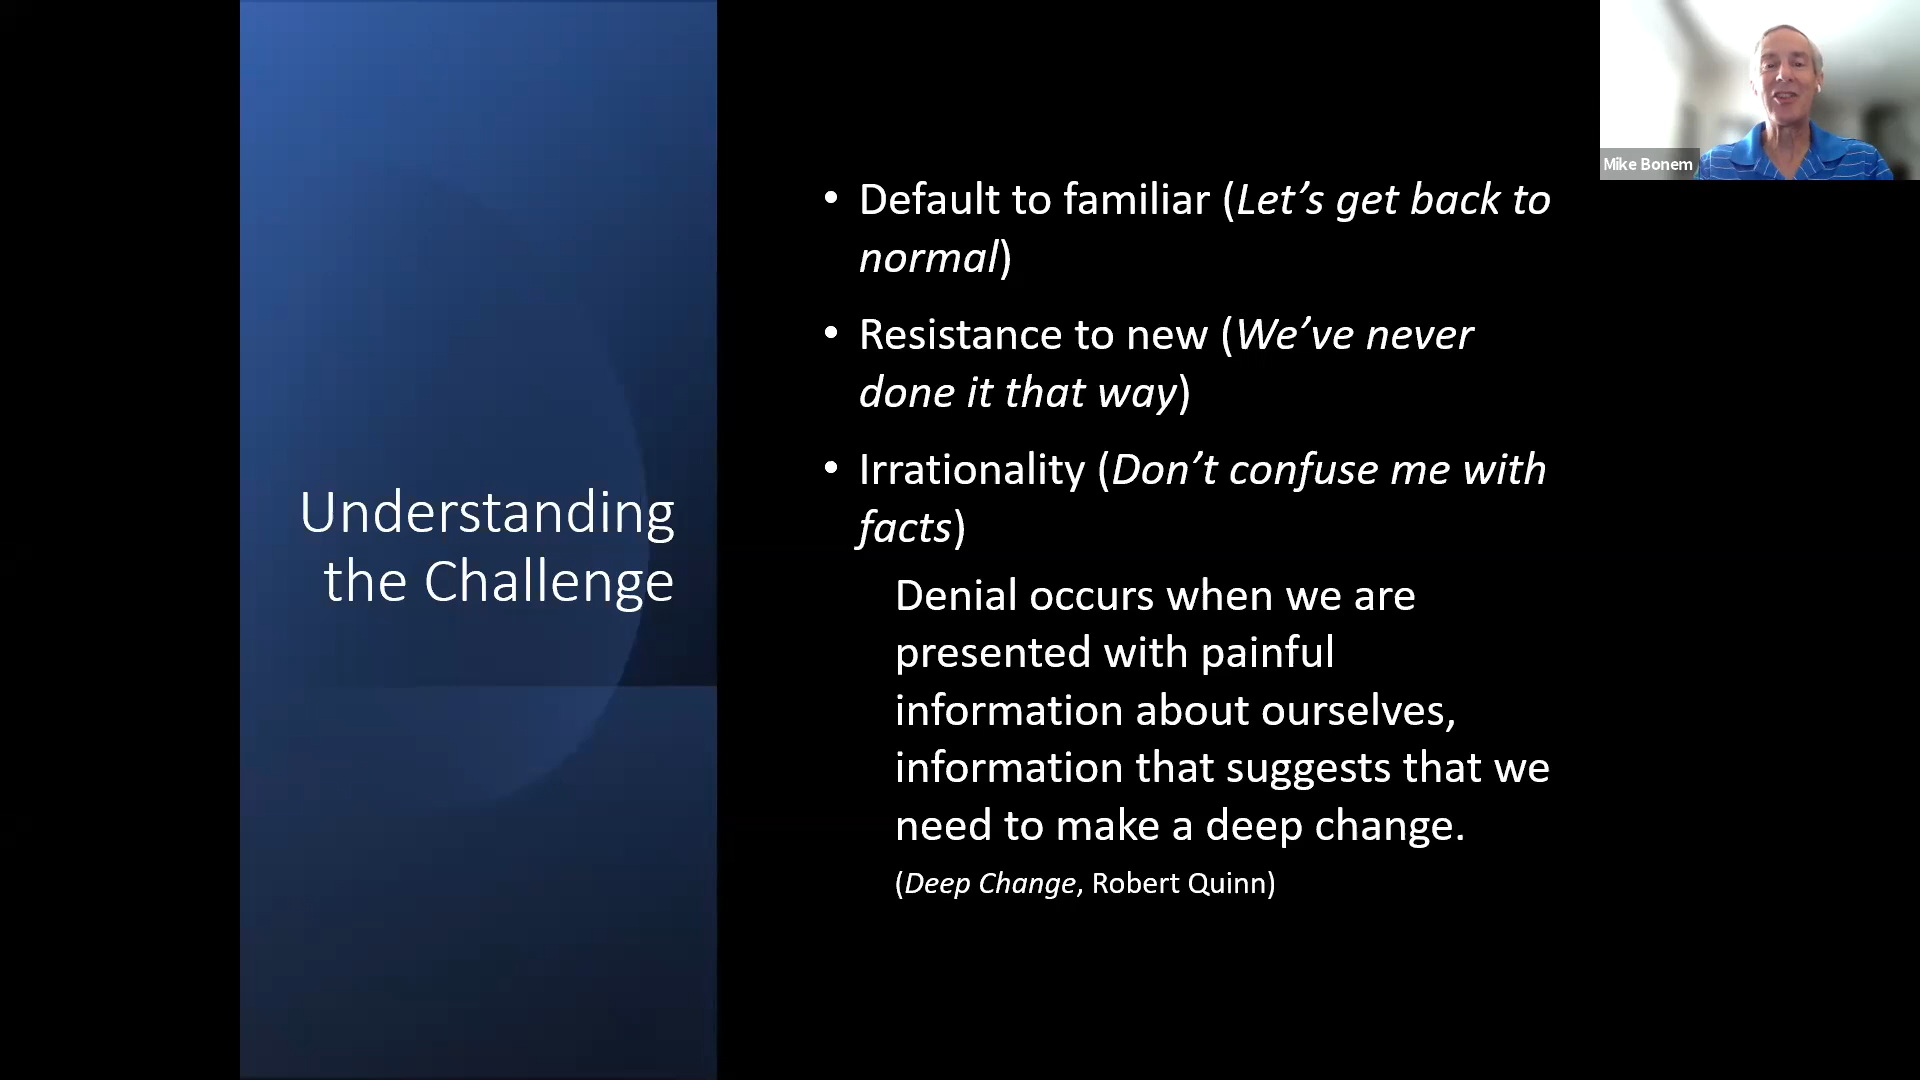 Understanding
the Challenge
• Default to familiar (Let’s get back to
normal)
• Resistance to new (We’ve never
done it that way)
• Irrationality (Don’t confuse me with
facts)
Denial occurs when we are
presented with painful
information about ourselves,
information that suggests that we
need to make a deep change.
(Deep Change, Robert Quinn)
Mike Bonem